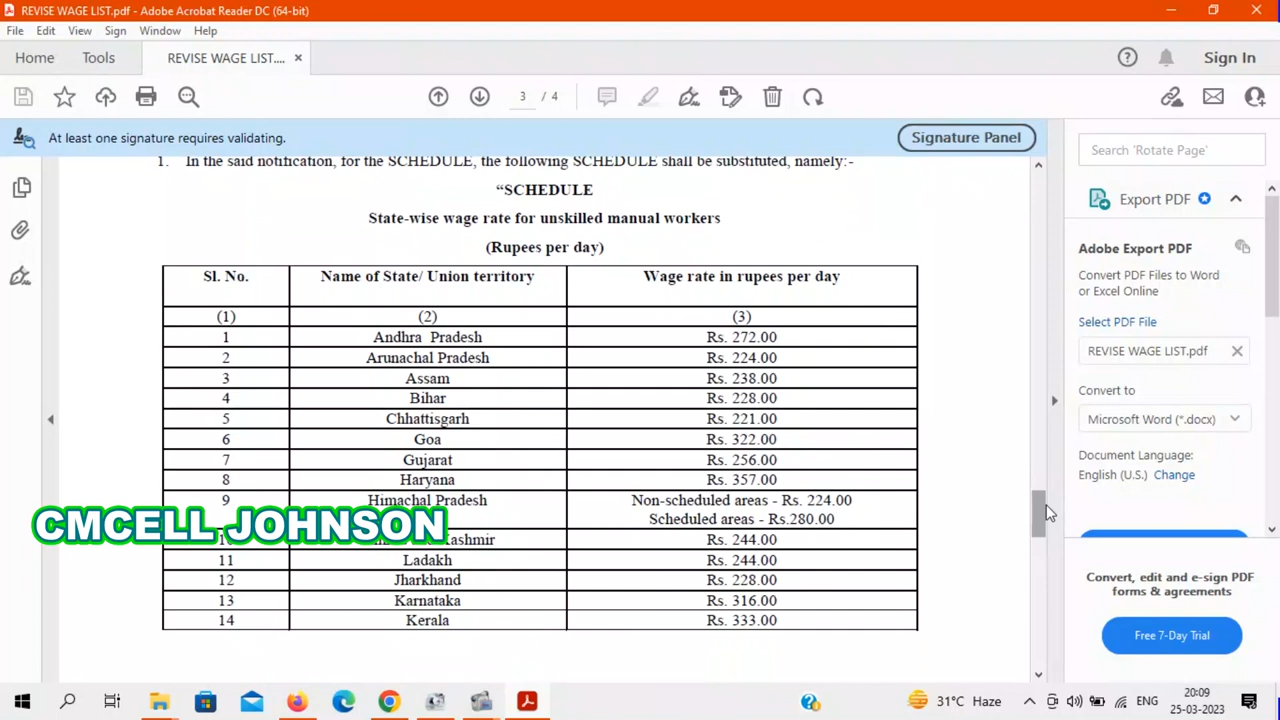 REVISE WAGE LIST.pdf - Adobe Acrobat Reader DC (64-bit)
File Edit View Sign Window Help
Home Tools REVISE WAGE LIST....
Sign In
3 / 4
At least one signature requires validating.
Signature Panel
Search 'Rotate Page'
1. In the said notification, for the SCHEDULE, the following SCHEDULE shall be substituted, namely:-
“SCHEDULE
State-wise wage rate for unskilled manual workers
(Rupees per day)
Sl. No. Name of State/ Union territory Wage rate in rupees per day
(1) (2) (3)
1 Andhra Pradesh Rs. 272.00
2 Arunachal Pradesh Rs. 224.00
3 Assam Rs. 238.00
4 Bihar Rs. 228.00
5 Chhattisgarh Rs. 221.00
6 Goa Rs. 322.00
7 Gujarat Rs. 256.00
8 Haryana Rs. 357.00
9 Himachal Pradesh Non-scheduled areas - Rs. 224.00
Scheduled areas - Rs.280.00
Kashmir Rs. 244.00
11 Ladakh Rs. 244.00
12 Jharkhand Rs. 228.00
13 Karnataka Rs. 316.00
14 Kerala Rs. 333.00
CMCELL JOHNSON
Export PDF
Adobe Export PDF
Convert PDF Files to Word
or Excel Online
Select PDF File
REVISE WAGE LIST.pdf
Convert to
Microsoft Word (*.docx)
Document Language:
English (U.S.) Change
Convert, edit and e-sign PDF
forms & agreements
Free 7-Day Trial
31°C Haze
ENG
20:09
25-03-2023